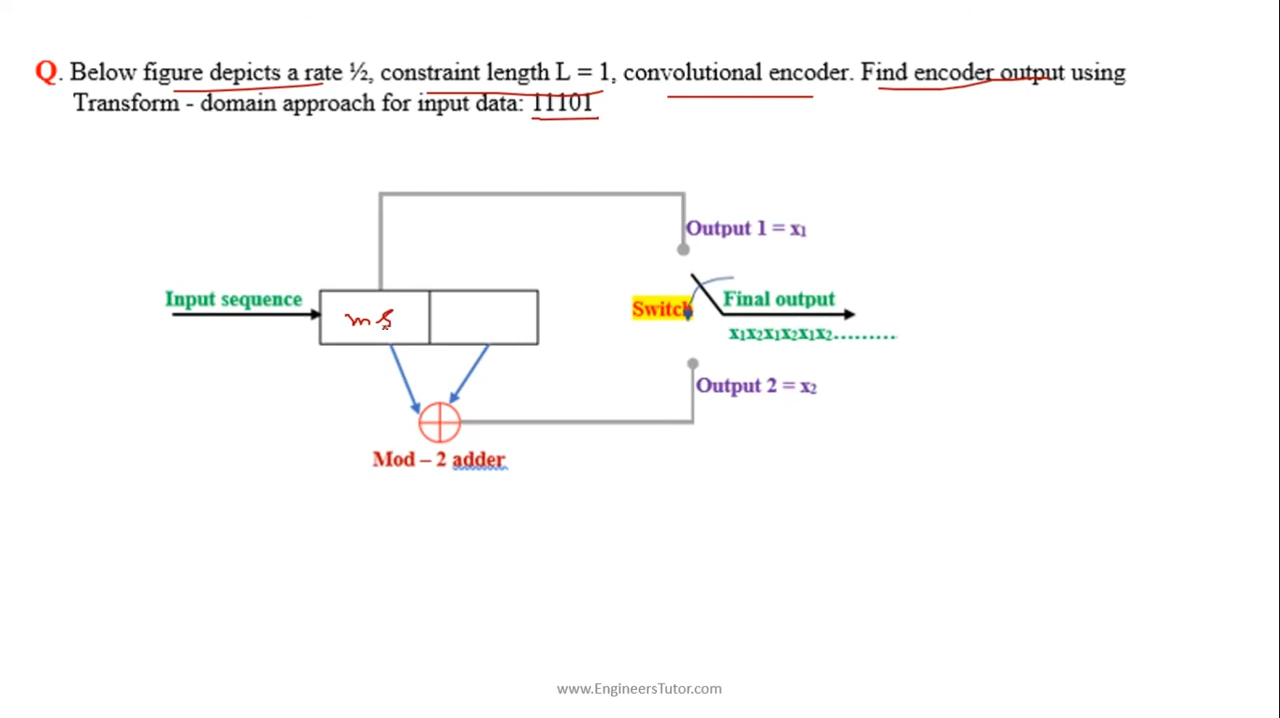 Q. Below figure depicts a rate ½, constraint length L = 1, convolutional encoder. Find encoder output using
Transform - domain approach for input data: 11101
Output 1 = x1
Input sequence
Switch
Final output
x1x2x1x2x1x2.........
Output 2 = x2
Mod – 2 adder
www.EngineersTutor.com